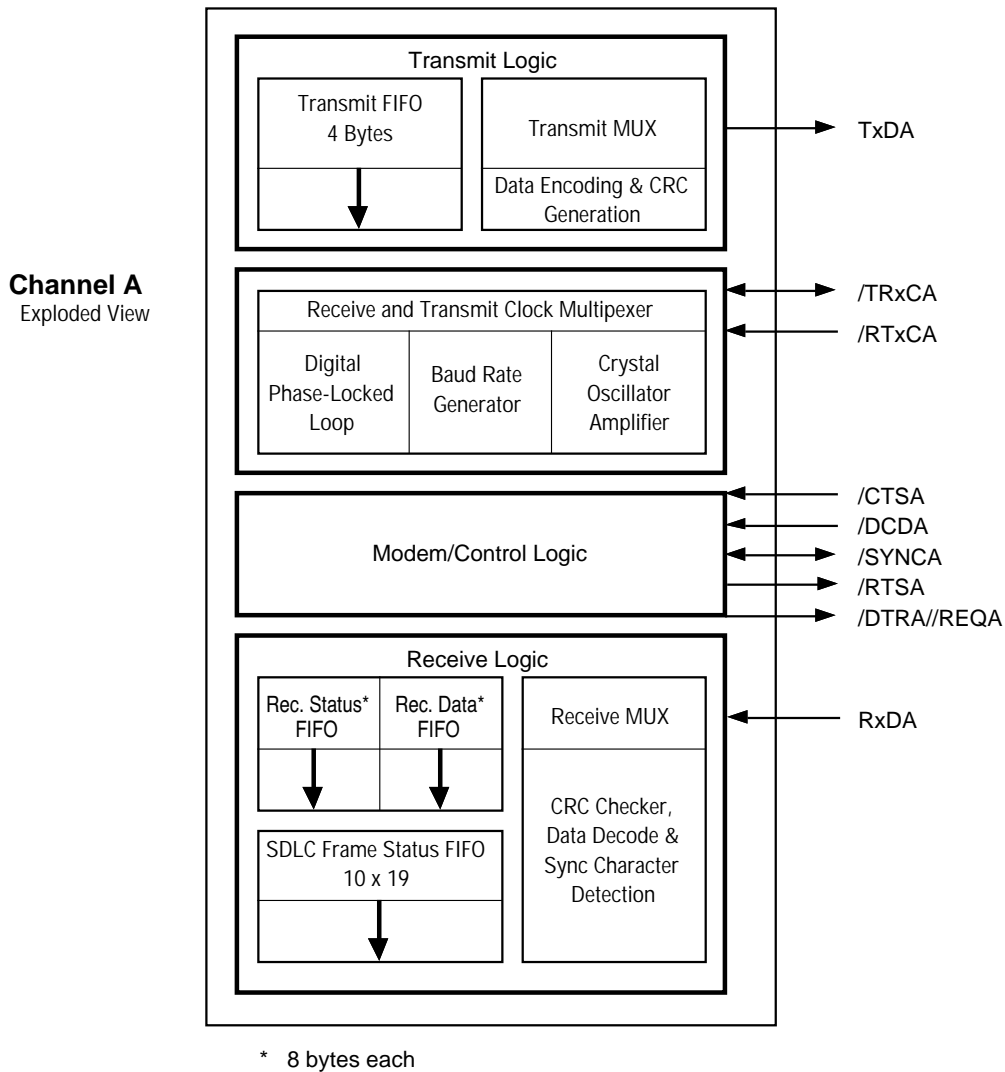 Transmit Logic
Transmit FIFO
4 Bytes
Transmit MUX
Data Encoding & CRC
Generation
TxDA
Channel A
Exploded View
Receive and Transmit Clock Multipexer
Digital
Phase-Locked
Loop
Baud Rate
Generator
Crystal
Oscillator
Amplifier
/TRxCA
/RTxCA
Modem/Control Logic
/CTSA
/DCDA
/SYNCA
/RTSA
/DTRA//REQA
Receive Logic
Rec. Status*
FIFO
Rec. Data*
FIFO
Receive MUX
RxDA
SDLC Frame Status FIFO
10 x 19
CRC Checker,
Data Decode &
Sync Character
Detection
* 8 bytes each